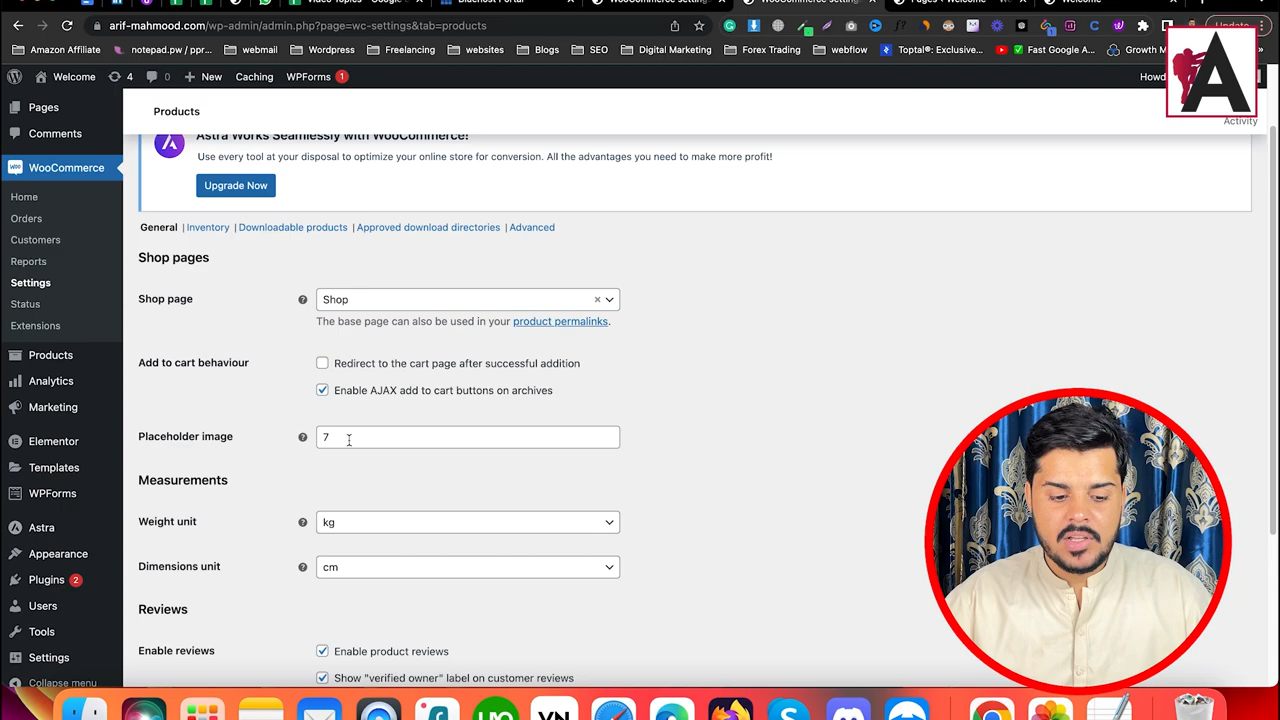 Bluehost Portal
WooCommerce settin
Pages ‹ Welcome
Welcome
arif-mahmood.com/wp-admin/admin.php?page=wc-settings&tab=products
Update
Amazon Affiliate
notepad.pw / ppr...
webmail
Wordpress
Freelancing
websites
Blogs
SEO
Digital Marketing
Forex Trading
webflow
Toptal®: Exclusive...
Fast Google A...
Growth M
Welcome
4
0
+ New
Caching
WPForms 1
Howd
A
Activity
Pages
Comments
WooCommerce
Home
Orders
Customers
Reports
Settings
Status
Extensions
Products
Analytics
Marketing
Elementor
Templates
WPForms
Astra
Appearance
Plugins 2
Users
Tools
Settings
Collapse menu
Products
Astra Works Seamlessly with WooCommerce!
Use every tool at your disposal to optimize your online store for conversion. All the advantages you need to make more profit!
Upgrade Now
General | Inventory | Downloadable products | Approved download directories | Advanced
Shop pages
Shop page
Shop
The base page can also be used in your product permalinks.
Add to cart behaviour
Redirect to the cart page after successful addition
Enable AJAX add to cart buttons on archives
Placeholder image
7
Measurements
Weight unit
kg
Dimensions unit
cm
Reviews
Enable reviews
Enable product reviews
Show "verified owner" label on customer reviews